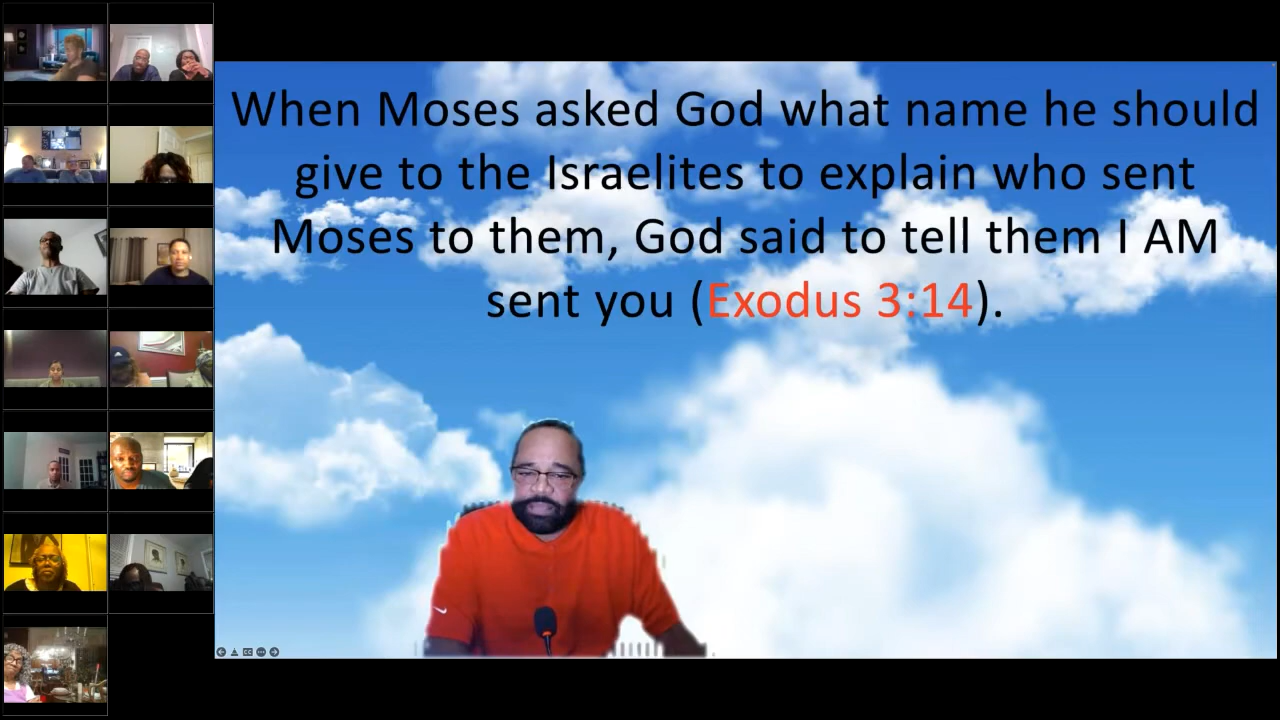 When Moses asked God what name he should
give to the Israelites to explain who sent
Moses to them, God said to tell them I AM
sent you (Exodus 3:14).